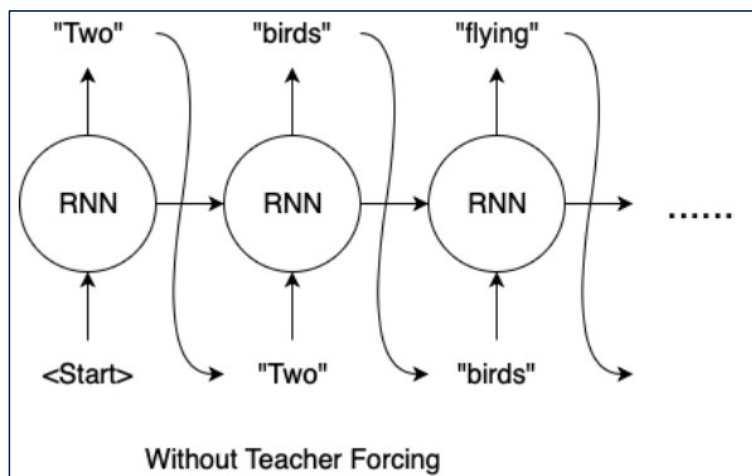 "Two" "birds" "flying"
RNN RNN RNN ......
<Start> "Two" "birds"
Without Teacher Forcing